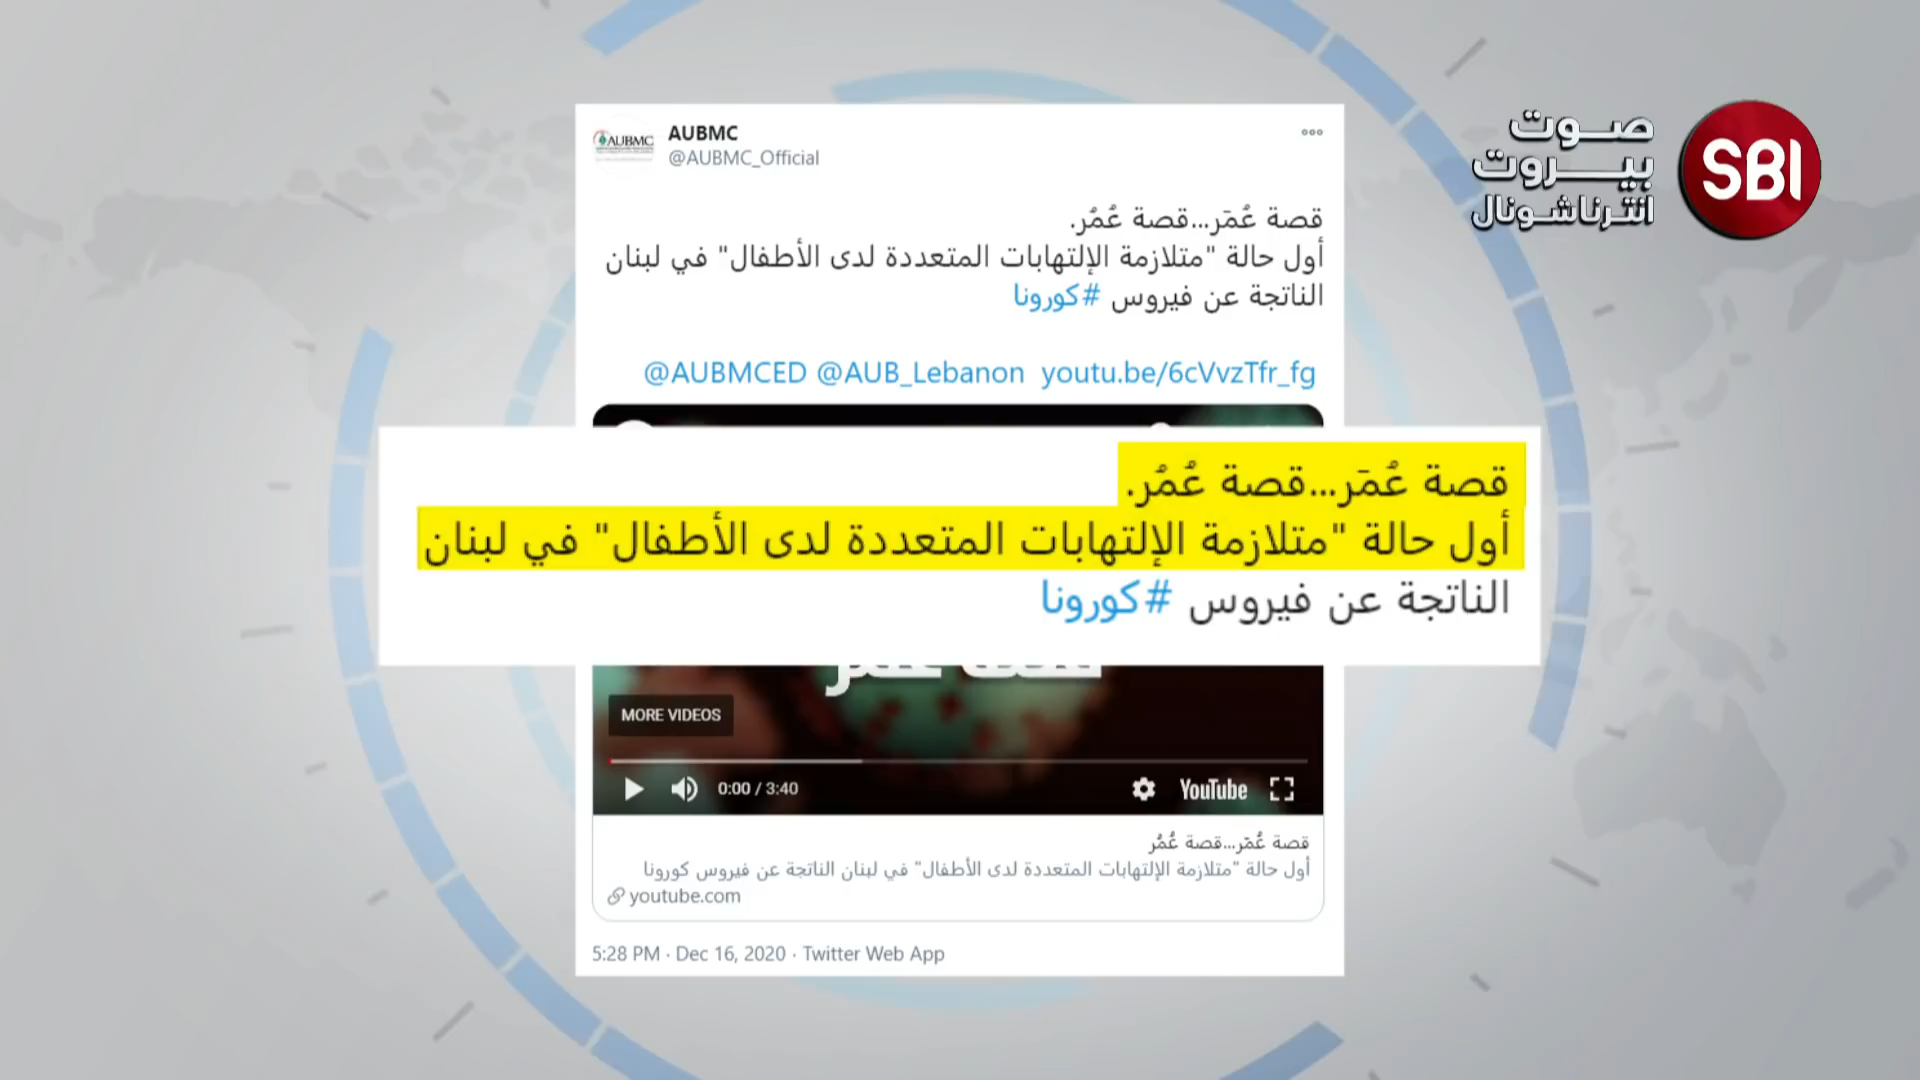 AUBMC
AUBMC
@AUBMC_Official
صوت
بيروت
انترناشونال
SBI
قصة عُمَر...قصة عُمُر.
أول حالة "متلازمة الإلتهابات المتعددة لدى الأطفال" في لبنان
الناتجة عن فيروس #كورونا
@AUBMCED @AUB_Lebanon youtu.be/6cVvzTfr_fg
قصة عُمَر...قصة عُمُر.
أول حالة "متلازمة الإلتهابات المتعددة لدى الأطفال" في لبنان
الناتجة عن فيروس #كورونا
MORE VIDEOS
0:00 / 3:40
YouTube
قصة عُمَر...قصة عُمُر
أول حالة "متلازمة الإلتهابات المتعددة لدى الأطفال" في لبنان الناتجة عن فيروس كورونا
youtube.com
5:28 PM · Dec 16, 2020 · Twitter Web App